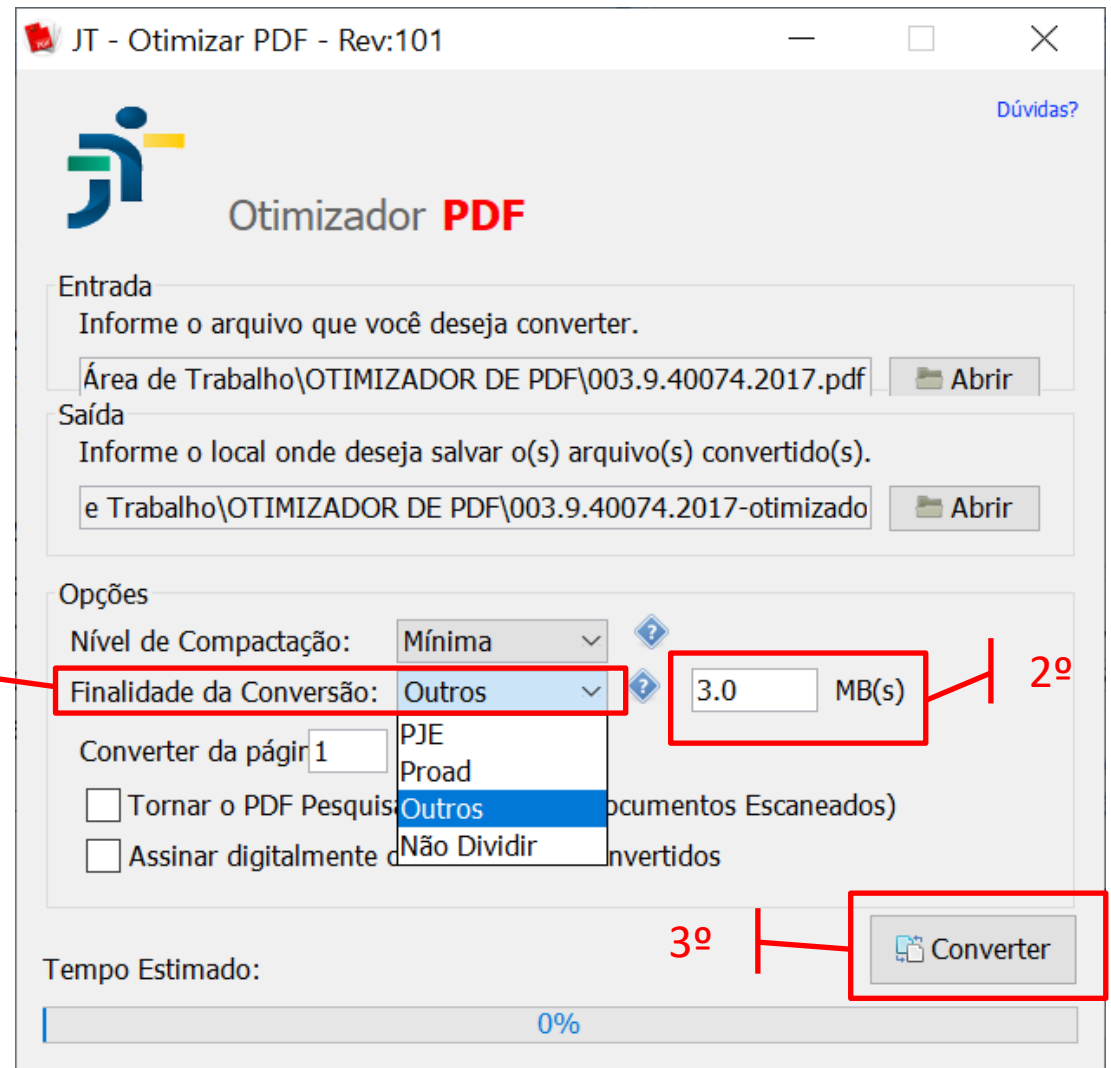 JT - Otimizar PDF - Rev:101
Dúvidas?
Otimizador PDF
Entrada
Informe o arquivo que você deseja converter.
Área de Trabalho\OTIMIZADOR DE PDF\003.9.40074.2017.pdf Abrir
Saída
Informe o local onde deseja salvar o(s) arquivo(s) convertido(s).
e Trabalho\OTIMIZADOR DE PDF\003.9.40074.2017-otimizado Abrir
Opções
Nível de Compactação: Mínima
Finalidade da Conversão: Outros 3.0 MB(s) 2º
PJE
Converter da págin 1
Proad
Tornar o PDF Pesquis Outros ocumentos Escaneados)
Não Dividir
Assinar digitalmente nvertidos
3º Converter
Tempo Estimado:
0%